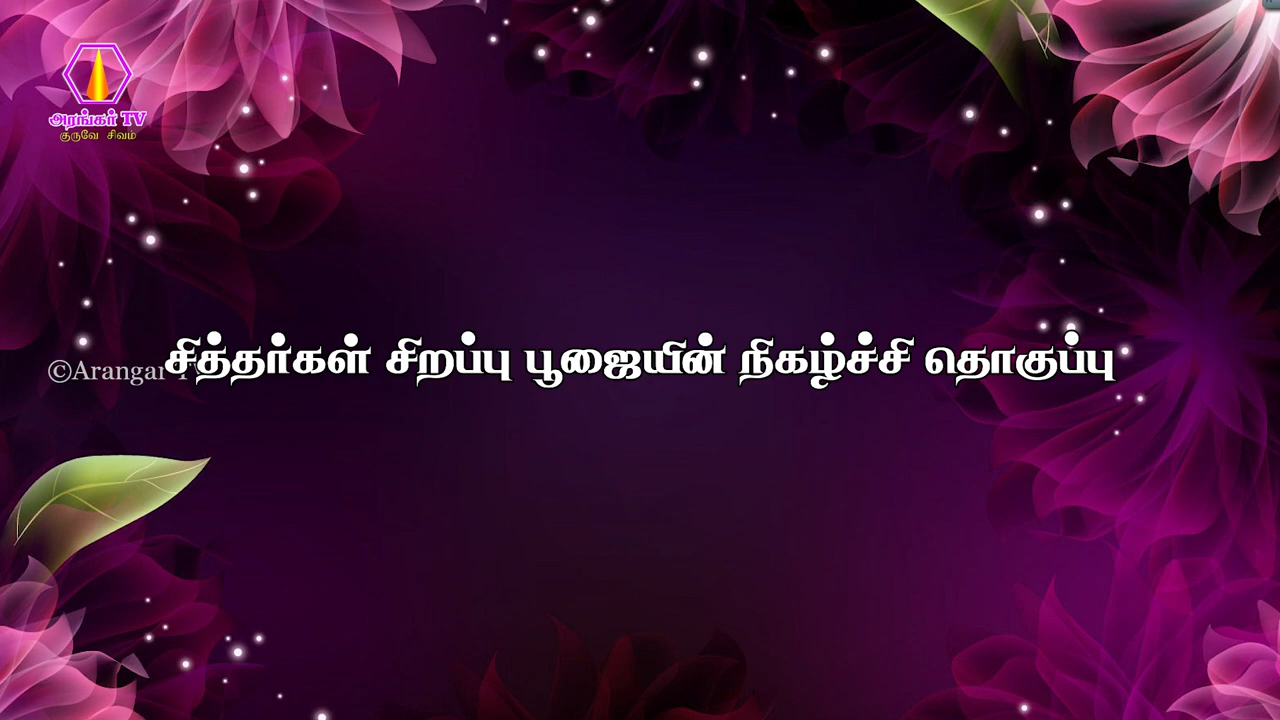 அரங்கர் TV
குருவே சிவம்
©Arangar T
சித்தர்கள் சிறப்பு பூஜையின் நிகழ்ச்சி தொகுப்பு